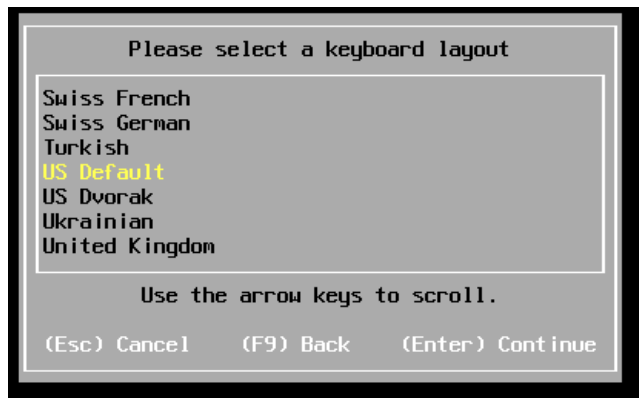 Please select a keyboard layout
Swiss French
Swiss German
Turkish
US Default
US Dvorak
Ukrainian
United Kingdom
Use the arrow keys to scroll.
(Esc) Cancel (F9) Back (Enter) Continue